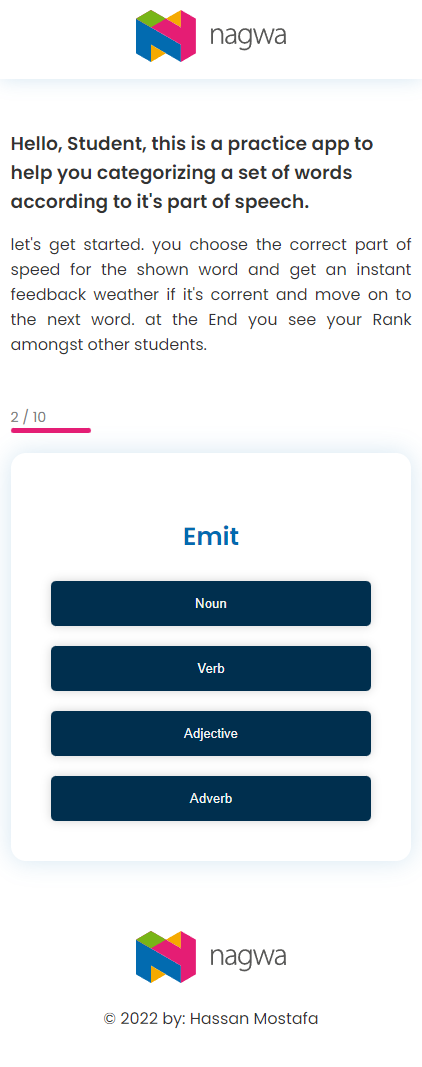 nagwa
Hello, Student, this is a practice app to
help you categorizing a set of words
according to it's part of speech.
let's get started. you choose the correct part of
speed for the shown word and get an instant
feedback weather if it's corrent and move on to
the next word. at the End you see your Rank
amongst other students.
2 / 10
Emit
Noun
Verb
Adjective
Adverb
nagwa
© 2022 by: Hassan Mostafa